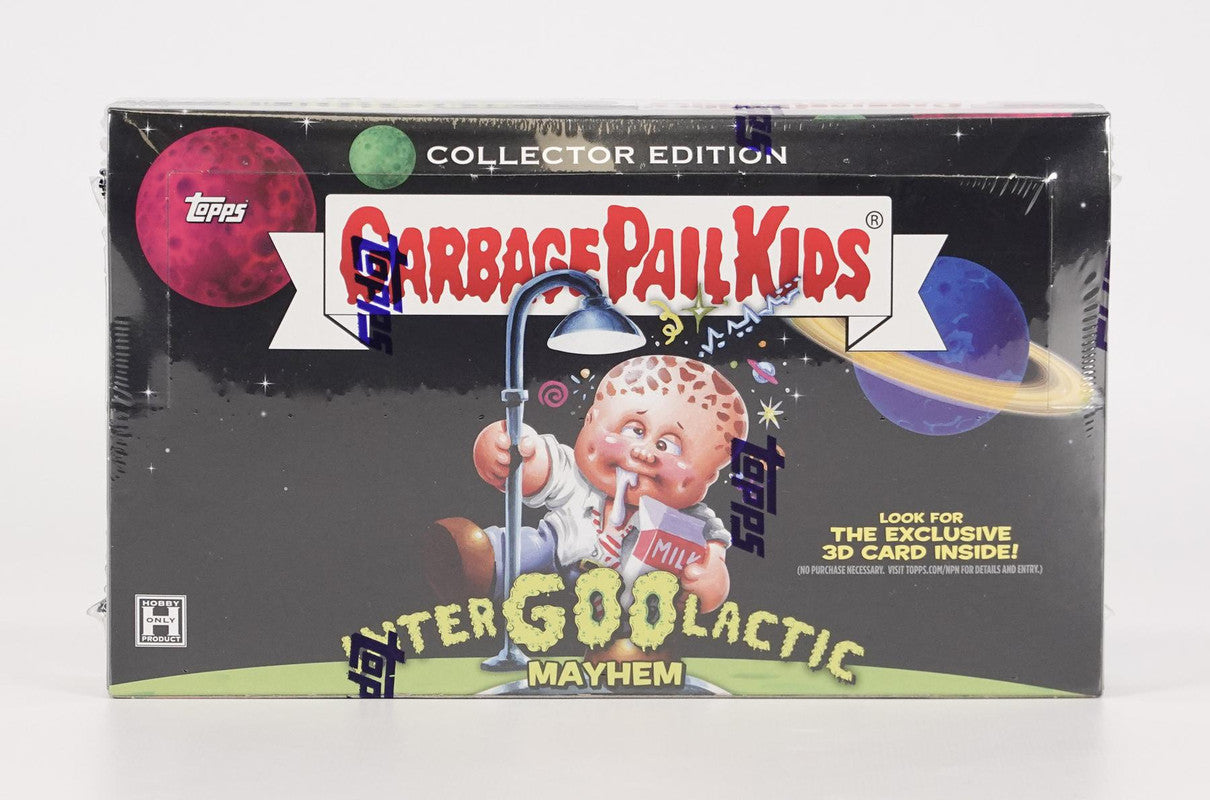 COLLECTOR EDITION
TOPPS
GARBAGE PAIL KIDS®
TOPPS
TOPPS
TOPPS
MILK
LOOK FOR
THE EXCLUSIVE
3D CARD INSIDE!
(NO PURCHASE NECESSARY. VISIT TOPPS.COM/NPN FOR DETAILS AND ENTRY.)
HOBBY
H
ONLY
PRODUCT
INTERGOOLACTIC
MAYHEM
TOPPS